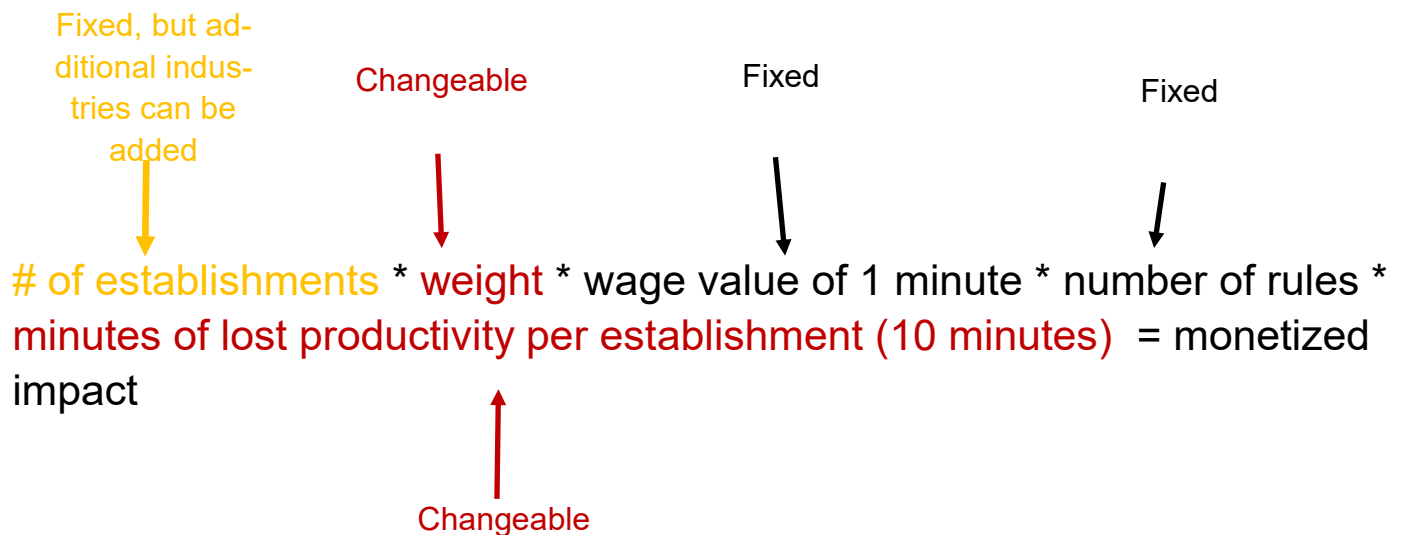 Fixed, but ad-
ditional indus-
tries can be
added
Changeable
Fixed
Fixed
# of establishments * weight * wage value of 1 minute * number of rules *
minutes of lost productivity per establishment (10 minutes) = monetized
impact
Changeable